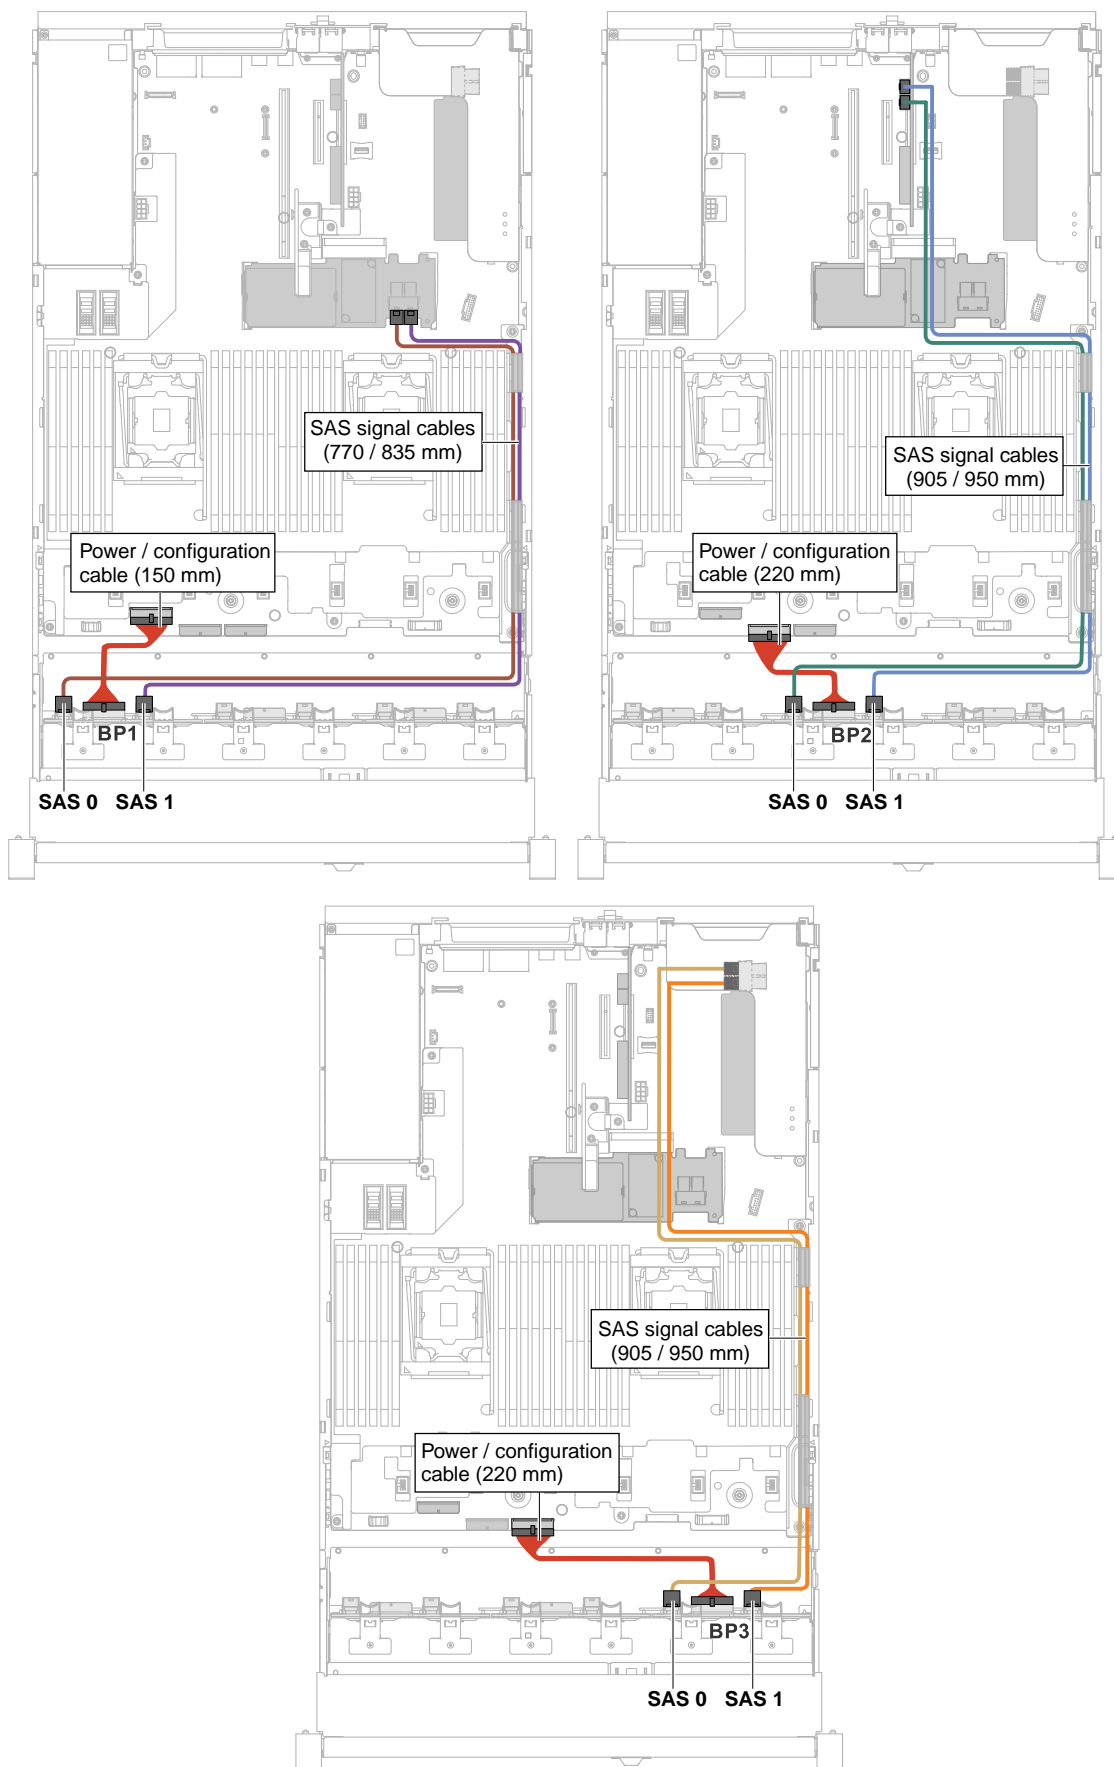 SAS signal cables
(770 / 835 mm)
Power / configuration
cable (150 mm)
BP1
SAS 0 SAS 1
SAS signal cables
(905 / 950 mm)
Power / configuration
cable (220 mm)
BP2
SAS 0 SAS 1
SAS signal cables
(905 / 950 mm)
Power / configuration
cable (220 mm)
BP3
SAS 0 SAS 1